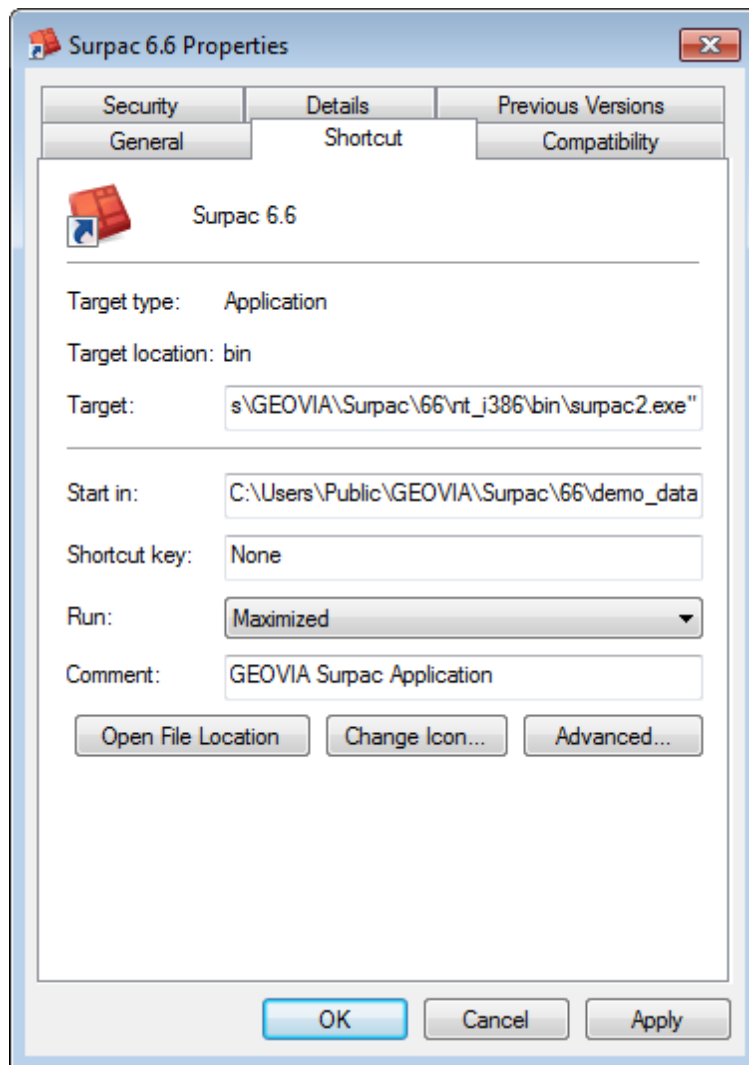 Surpac 6.6 Properties
Security Details Previous Versions
General Shortcut Compatibility
Surpac 6.6
Target type: Application
Target location: bin
Target: s\GEOVIA\Surpac\66\nt_i386\bin\surpac2.exe"
Start in: C:\Users\Public\GEOVIA\Surpac\66\demo_data
Shortcut key: None
Run: Maximized
Comment: GEOVIA Surpac Application
Open File Location Change Icon... Advanced...
OK Cancel Apply